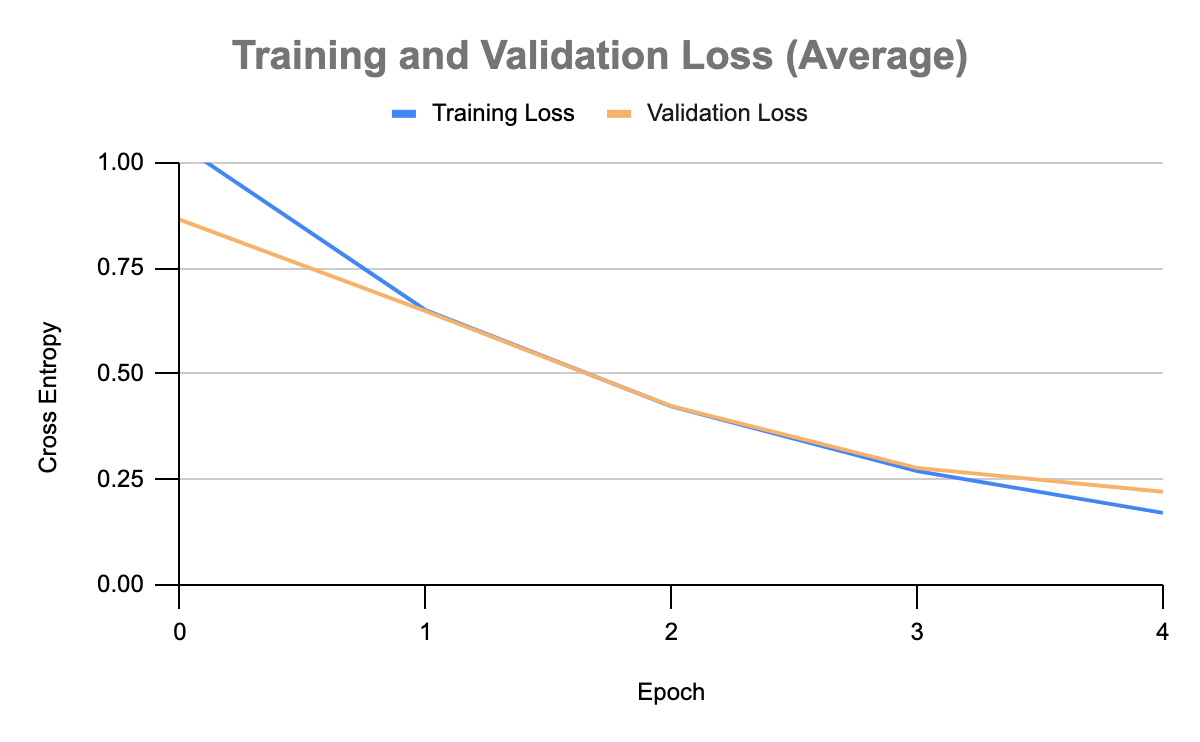 Training and Validation Loss (Average)
Training Loss Validation Loss
1.00
0.75
0.50
0.25
0.00
Cross Entropy
0 1 2 3 4
Epoch